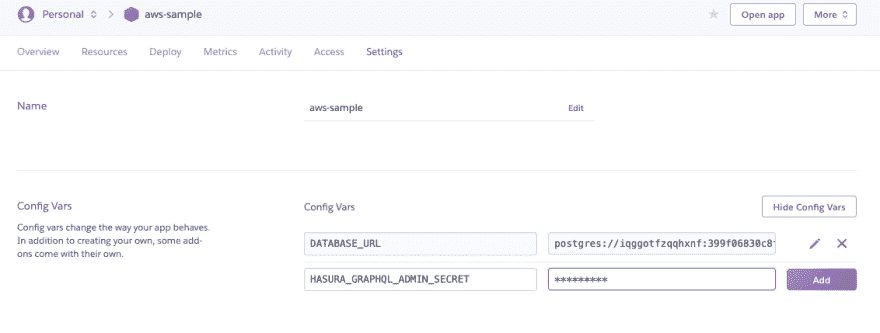 Personal aws-sample Open app More
Overview Resources Deploy Metrics Activity Access Settings
Name aws-sample Edit
Config Vars Config Vars Hide Config Vars
Config vars change the way your app behaves.
In addition to creating your own, some add-
ons come with their own.
DATABASE_URL postgres://iqggotfzqqhxnf:399f06830c8
HASURA_GRAPHQL_ADMIN_SECRET ********* Add